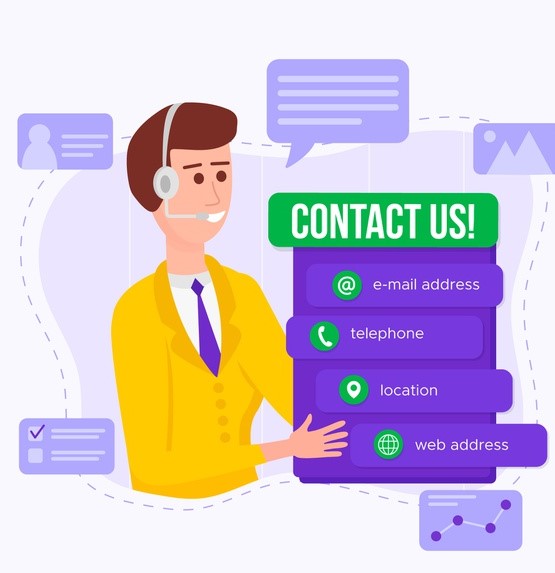 CONTACT US!
@ e-mail address
telephone
location
web address